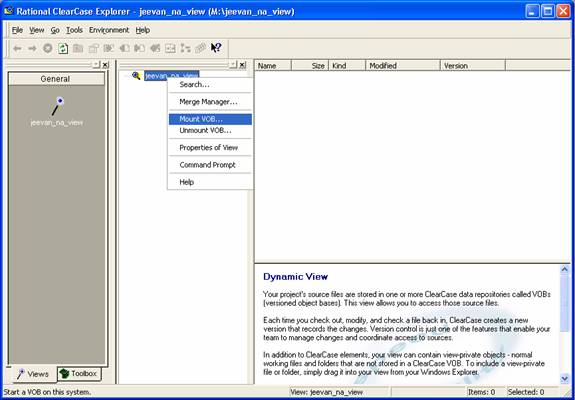 Rational ClearCase Explorer - jeevan_na_view (M:\jeevan_na_view)
File View Go Tools Environment Help
General
jeevan_na_view
jeevan_na_view
Search...
Merge Manager...
Mount VOB...
Unmount VOB...
Properties of View
Command Prompt
Help
Name Size Kind Modified Version
Dynamic View
Your project's source files are stored in one or more ClearCase data repositories called VOBs
(versioned object bases). This view allows you to access those source files.
Each time you check out, modify, and check a file back in, ClearCase creates a new
version that records the changes. Version control is just one of the features that enable your
team to manage changes and coordinate access to sources.
In addition to ClearCase elements, your view can contain view-private objects - normal
working files and folders that are not stored in a ClearCase VOB. To include a view-private
file or folder, simply drag it into your view from your Windows Explorer.
Views Toolbox
Start a VOB on this system. View: jeevan_na_view Items: 0 Selected: 0